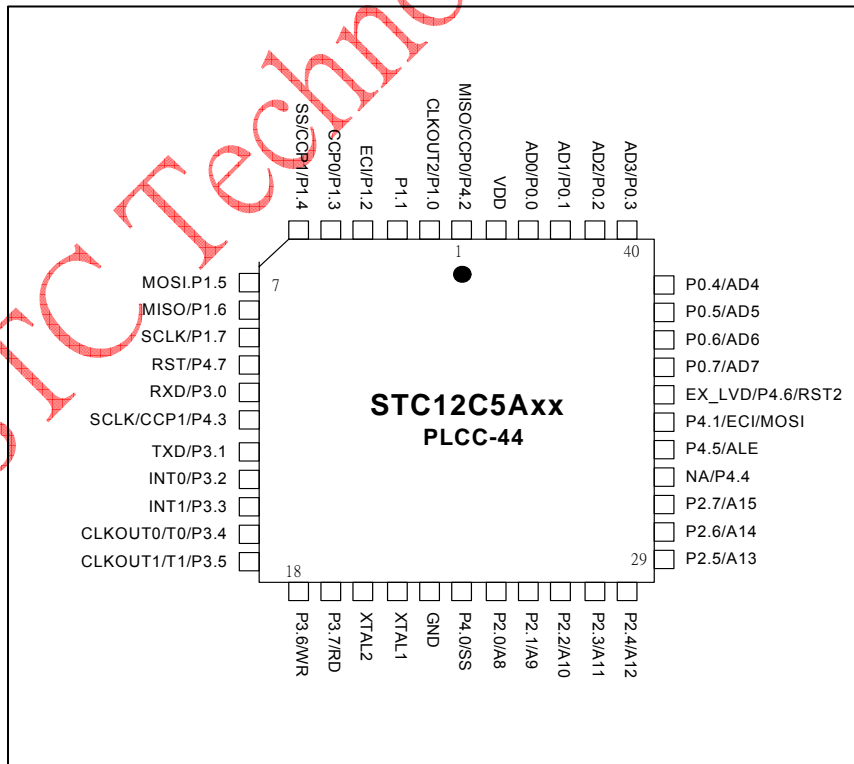 STC Techno
SS/CCP1/P1.4
CCP0/P1.3
ECI/P1.2
P1.1
CLKOUT2/P1.0
MISO/CCP0/P4.2
VDD
AD0/P0.0
AD1/P0.1
AD2/P0.2
AD3/P0.3
1
40
7
MOSI.P1.5
MISO/P1.6
SCLK/P1.7
RST/P4.7
RXD/P3.0
SCLK/CCP1/P4.3
TXD/P3.1
INT0/P3.2
INT1/P3.3
CLKOUT0/T0/P3.4
CLKOUT1/T1/P3.5
STC12C5Axx
PLCC-44
P0.4/AD4
P0.5/AD5
P0.6/AD6
P0.7/AD7
EX_LVD/P4.6/RST2
P4.1/ECI/MOSI
P4.5/ALE
NA/P4.4
P2.7/A15
P2.6/A14
P2.5/A13
18
29
P3.6/WR
P3.7/RD
XTAL2
XTAL1
GND
P4.0/SS
P2.0/A8
P2.1/A9
P2.2/A10
P2.3/A11
P2.4/A12